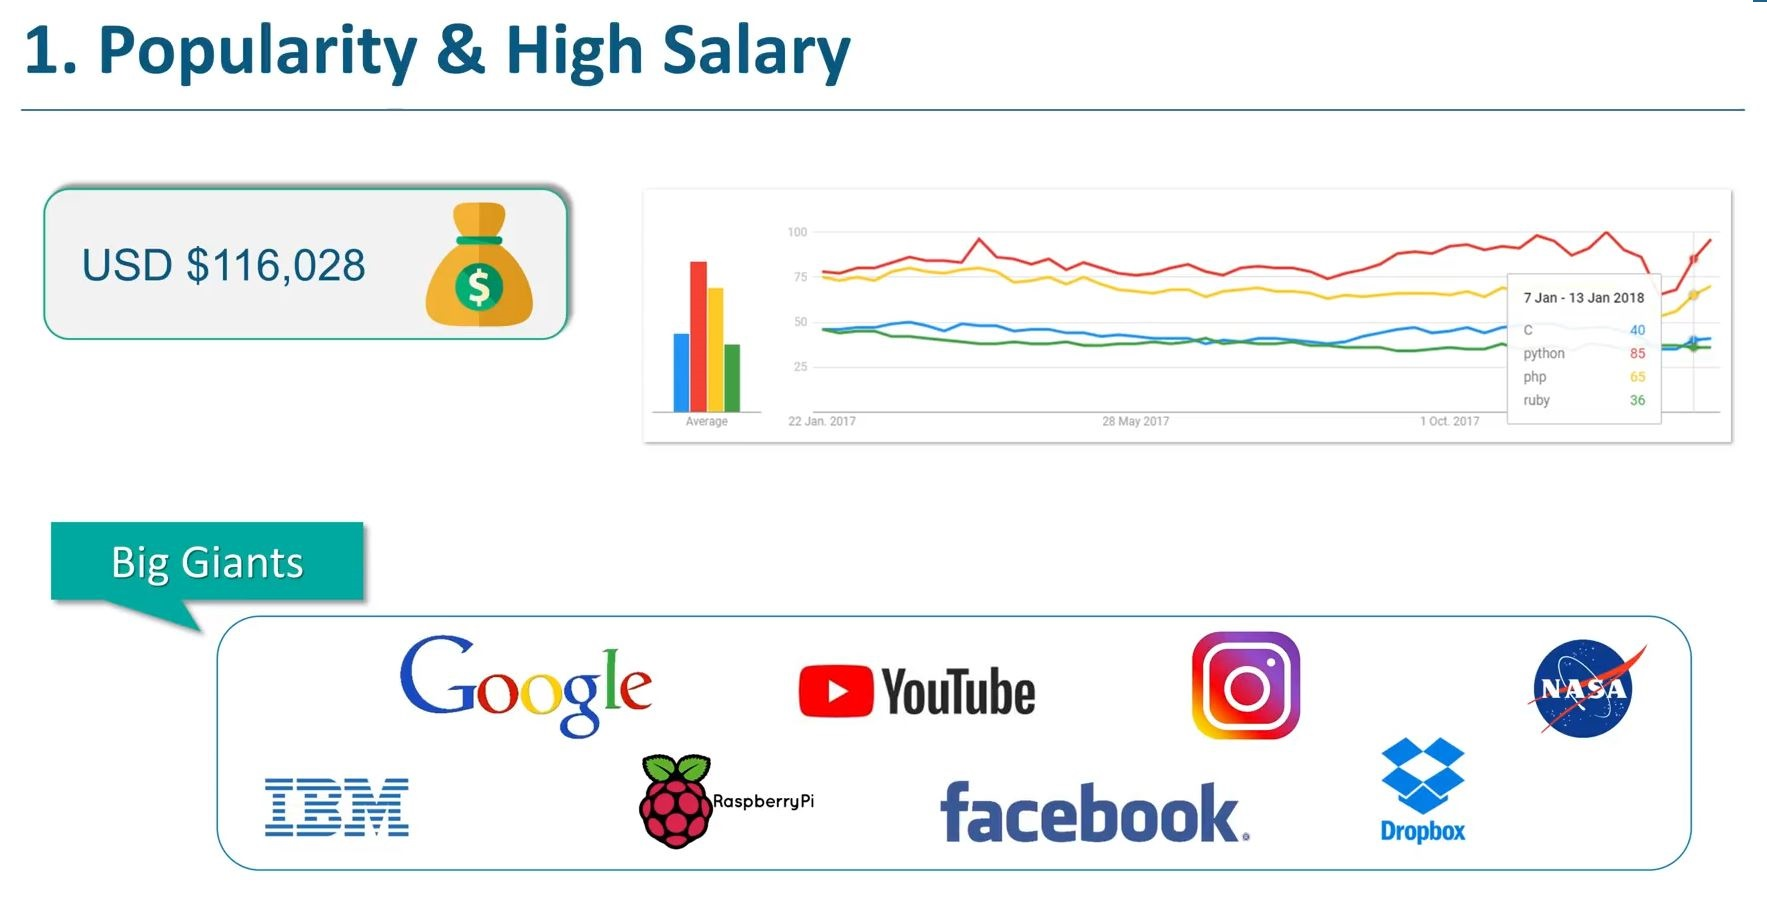 1. Popularity & High Salary
USD $116,028
$
100
75
50
25
Average
22 Jan. 2017
28 May 2017
1 Oct. 2017
7 Jan - 13 Jan 2018
C 40
python 85
php 65
ruby 36
Big Giants
Google
YouTube
NASA
IBM
RaspberryPi
facebook
Dropbox